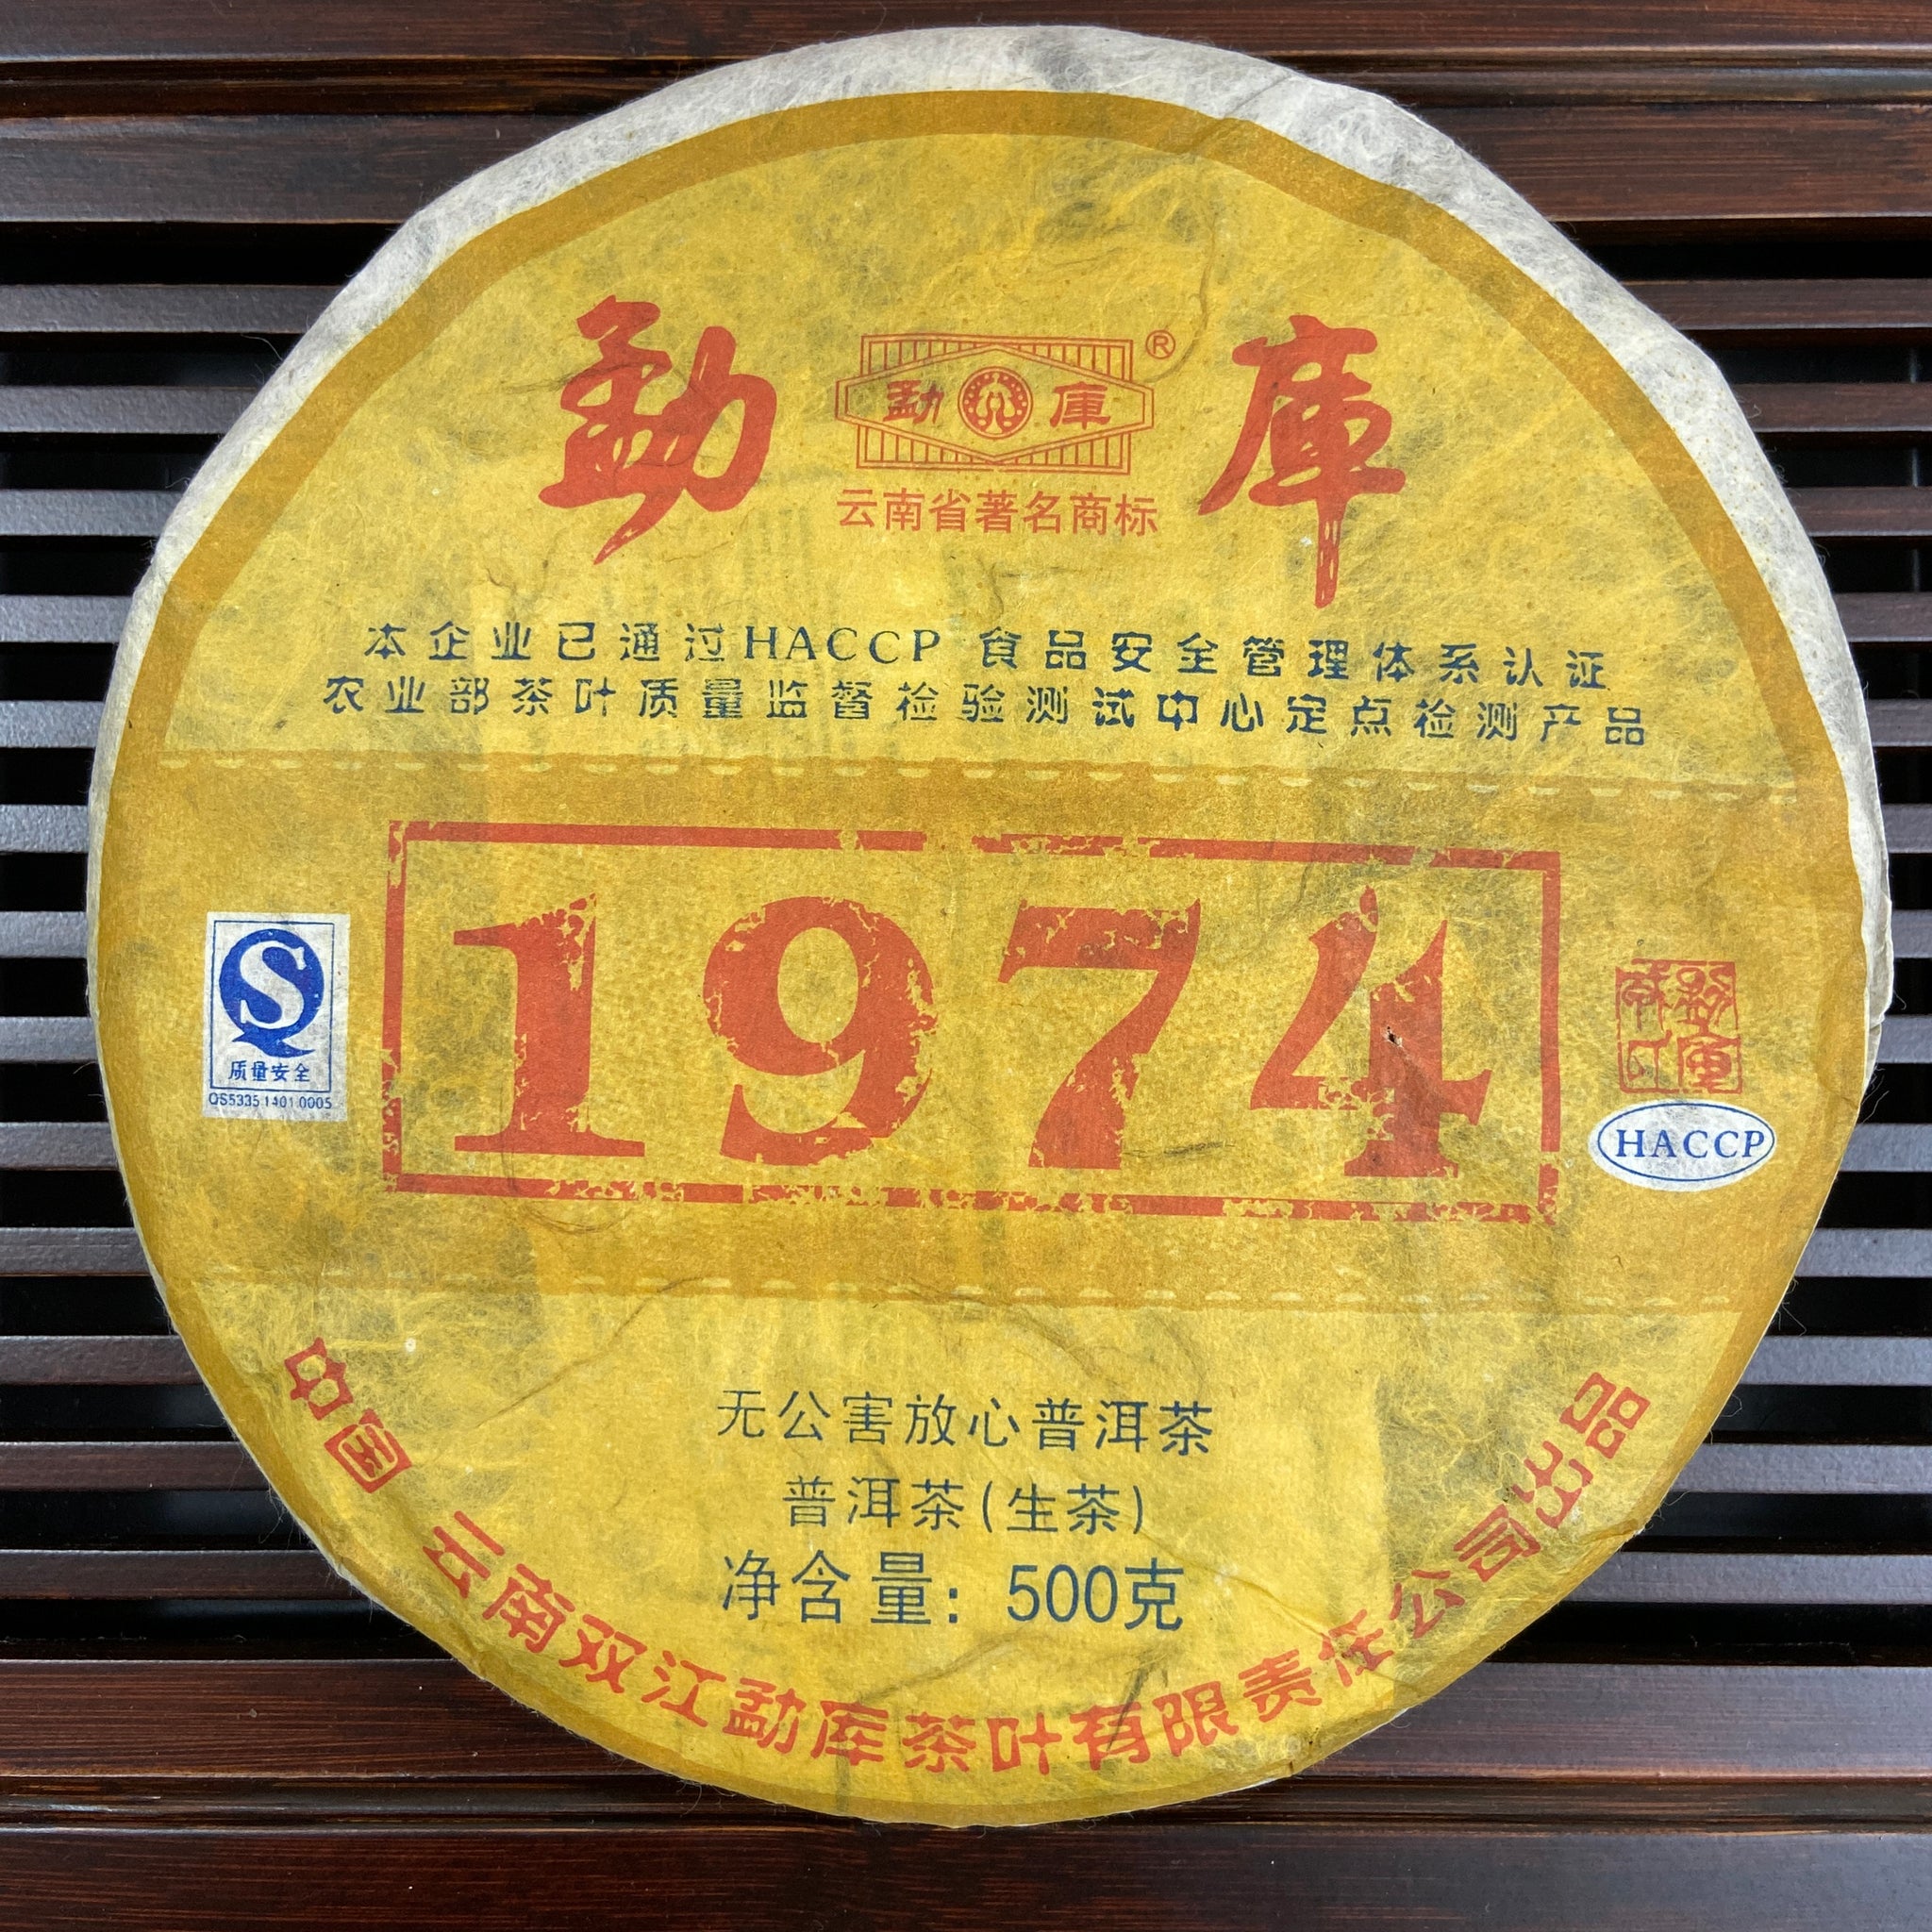 勐 庫
勐 庫 ®
云南省著名商标
本企业已通过HACCP 食品安全管理体系认证
农业部茶叶质量监督检验测试中心定点检测产品
1974
质量安全
QS5335 1401 0005
HACCP
无公害放心普洱茶
普洱茶(生茶)
净含量: 500克
中国 云南双江勐库茶叶有限责任公司出品